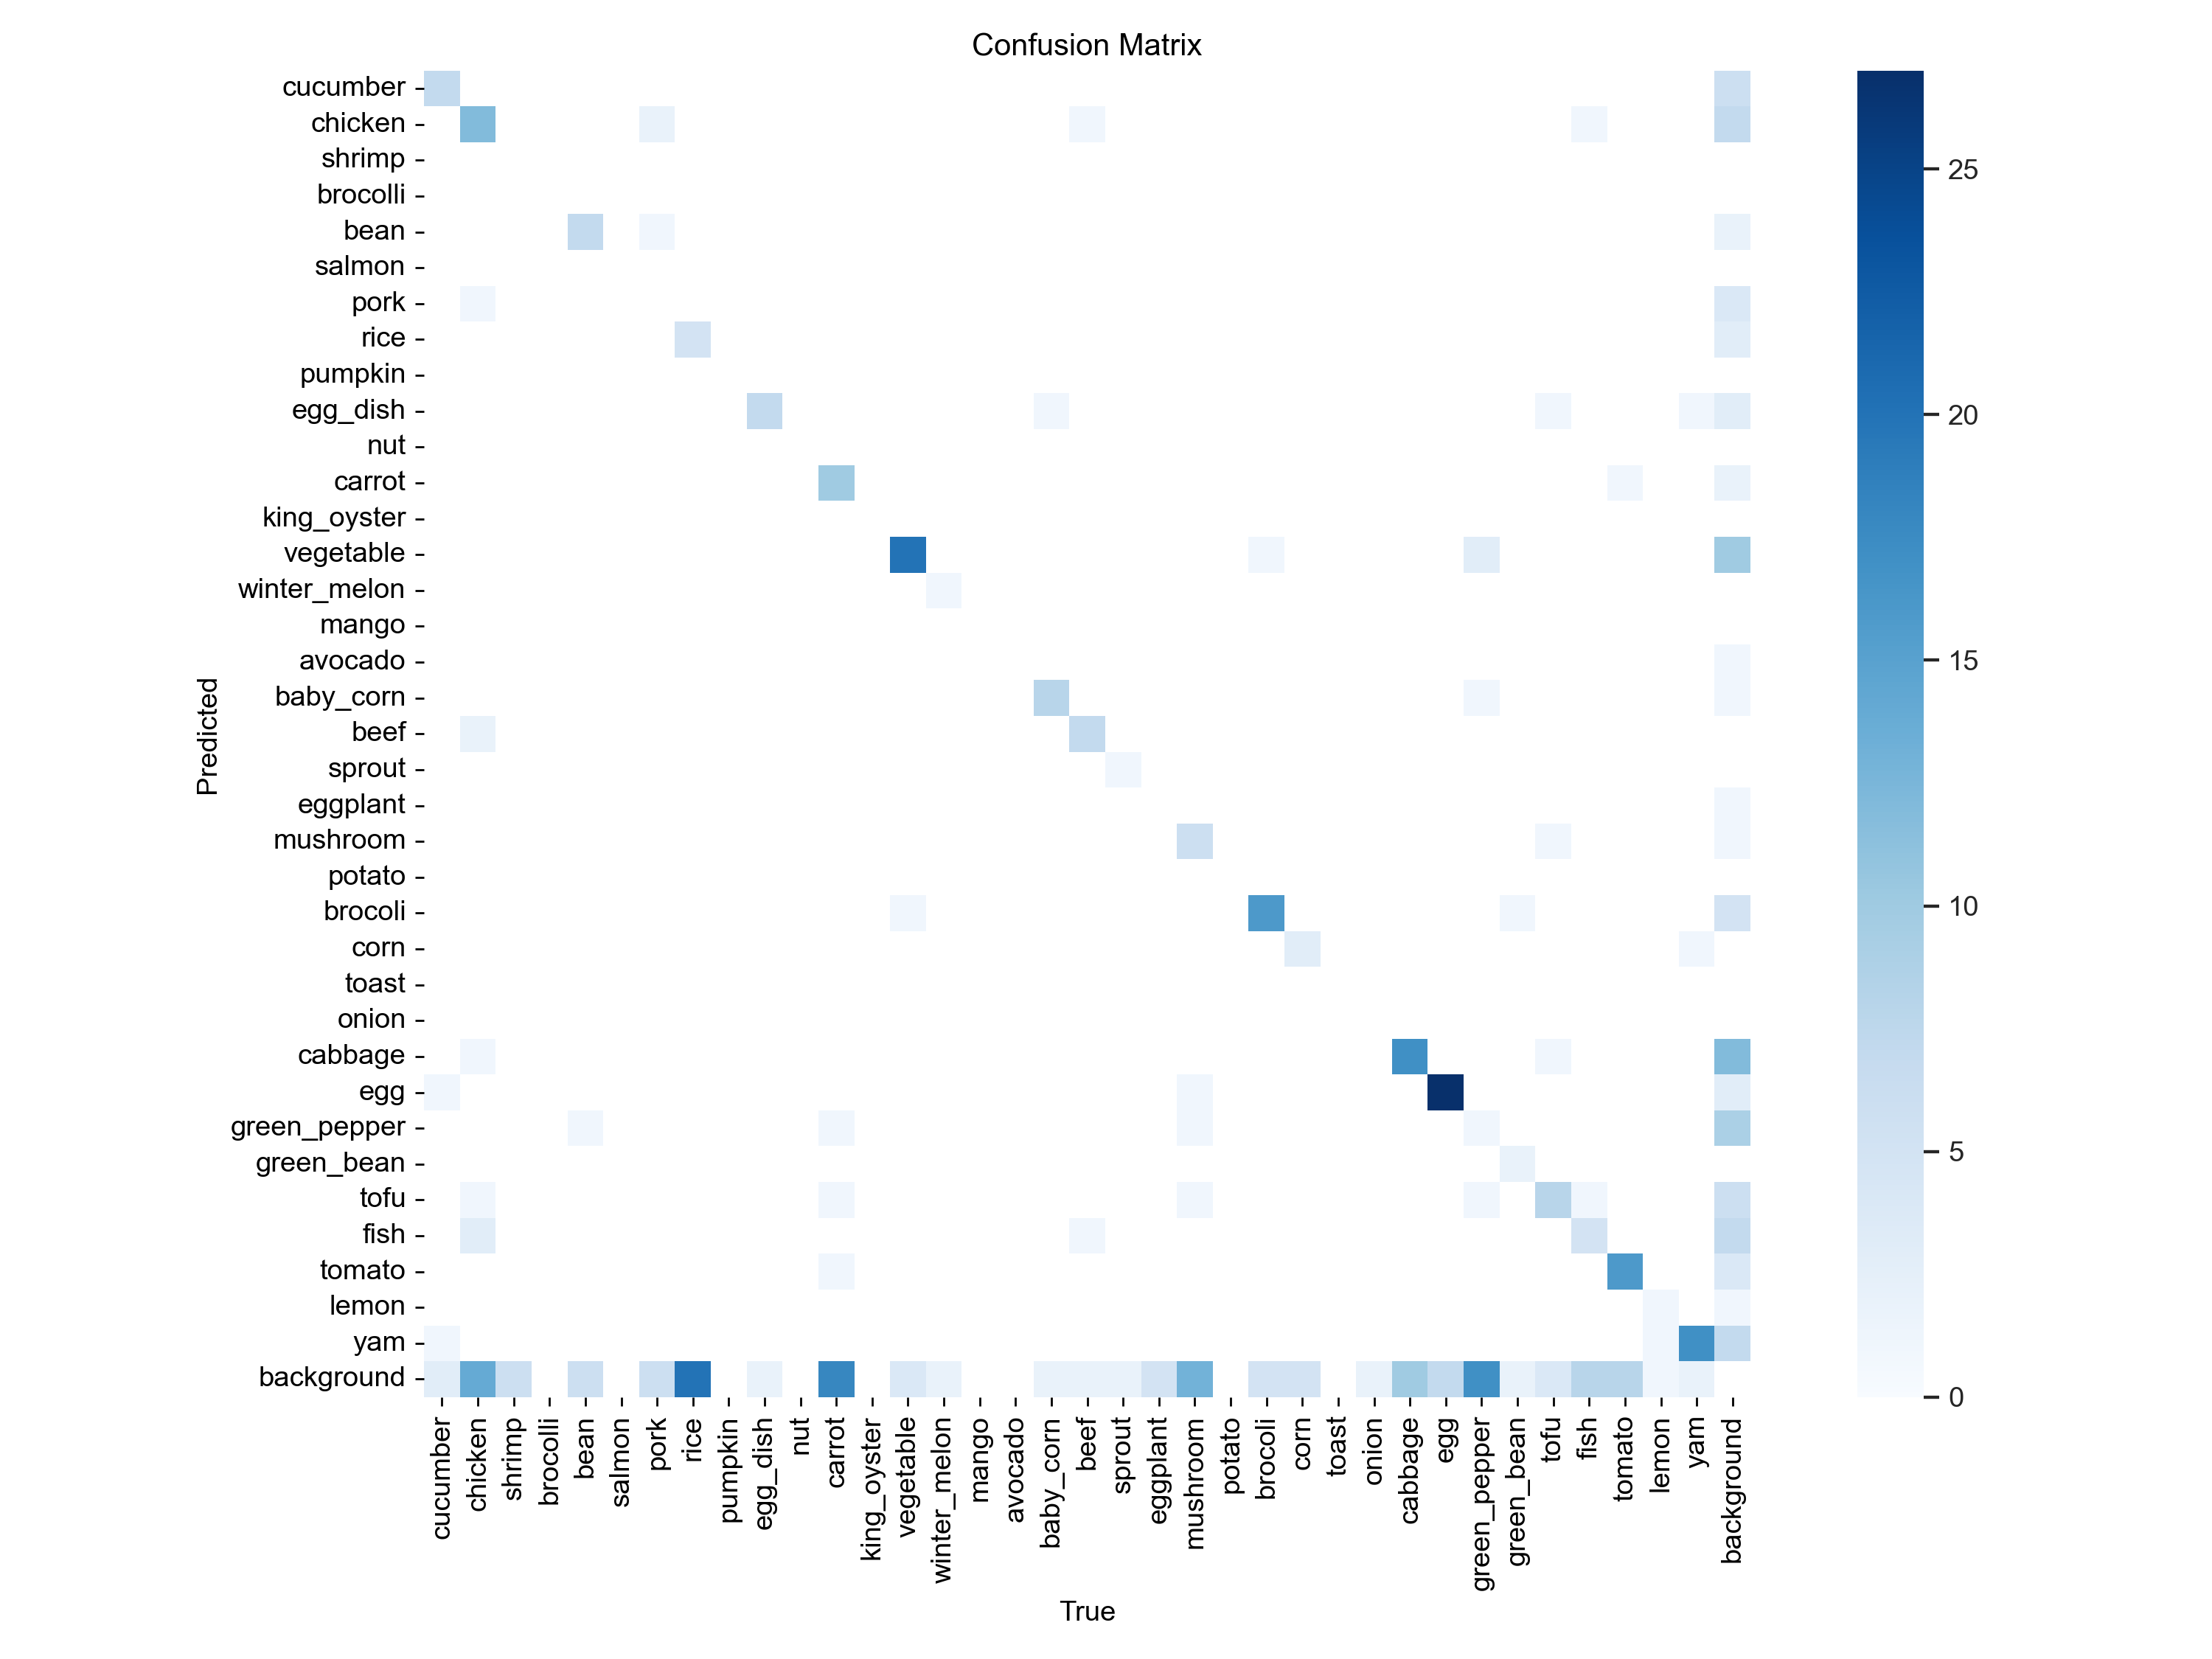 Confusion Matrix
cucumber
chicken
shrimp
brocolli
bean
salmon
pork
rice
pumpkin
egg_dish
nut
carrot
king_oyster
vegetable
winter_melon
mango
avocado
baby_corn
beef
sprout
eggplant
mushroom
potato
brocoli
corn
toast
onion
cabbage
egg
green_pepper
green_bean
tofu
fish
tomato
lemon
yam
background
Predicted
cucumber
chicken
shrimp
brocolli
bean
salmon
pork
rice
pumpkin
egg_dish
nut
carrot
king_oyster
vegetable
winter_melon
mango
avocado
baby_corn
beef
sprout
eggplant
mushroom
potato
brocoli
corn
toast
onion
cabbage
egg
green_pepper
green_bean
tofu
fish
tomato
lemon
yam
background
True
25
20
15
10
5
0